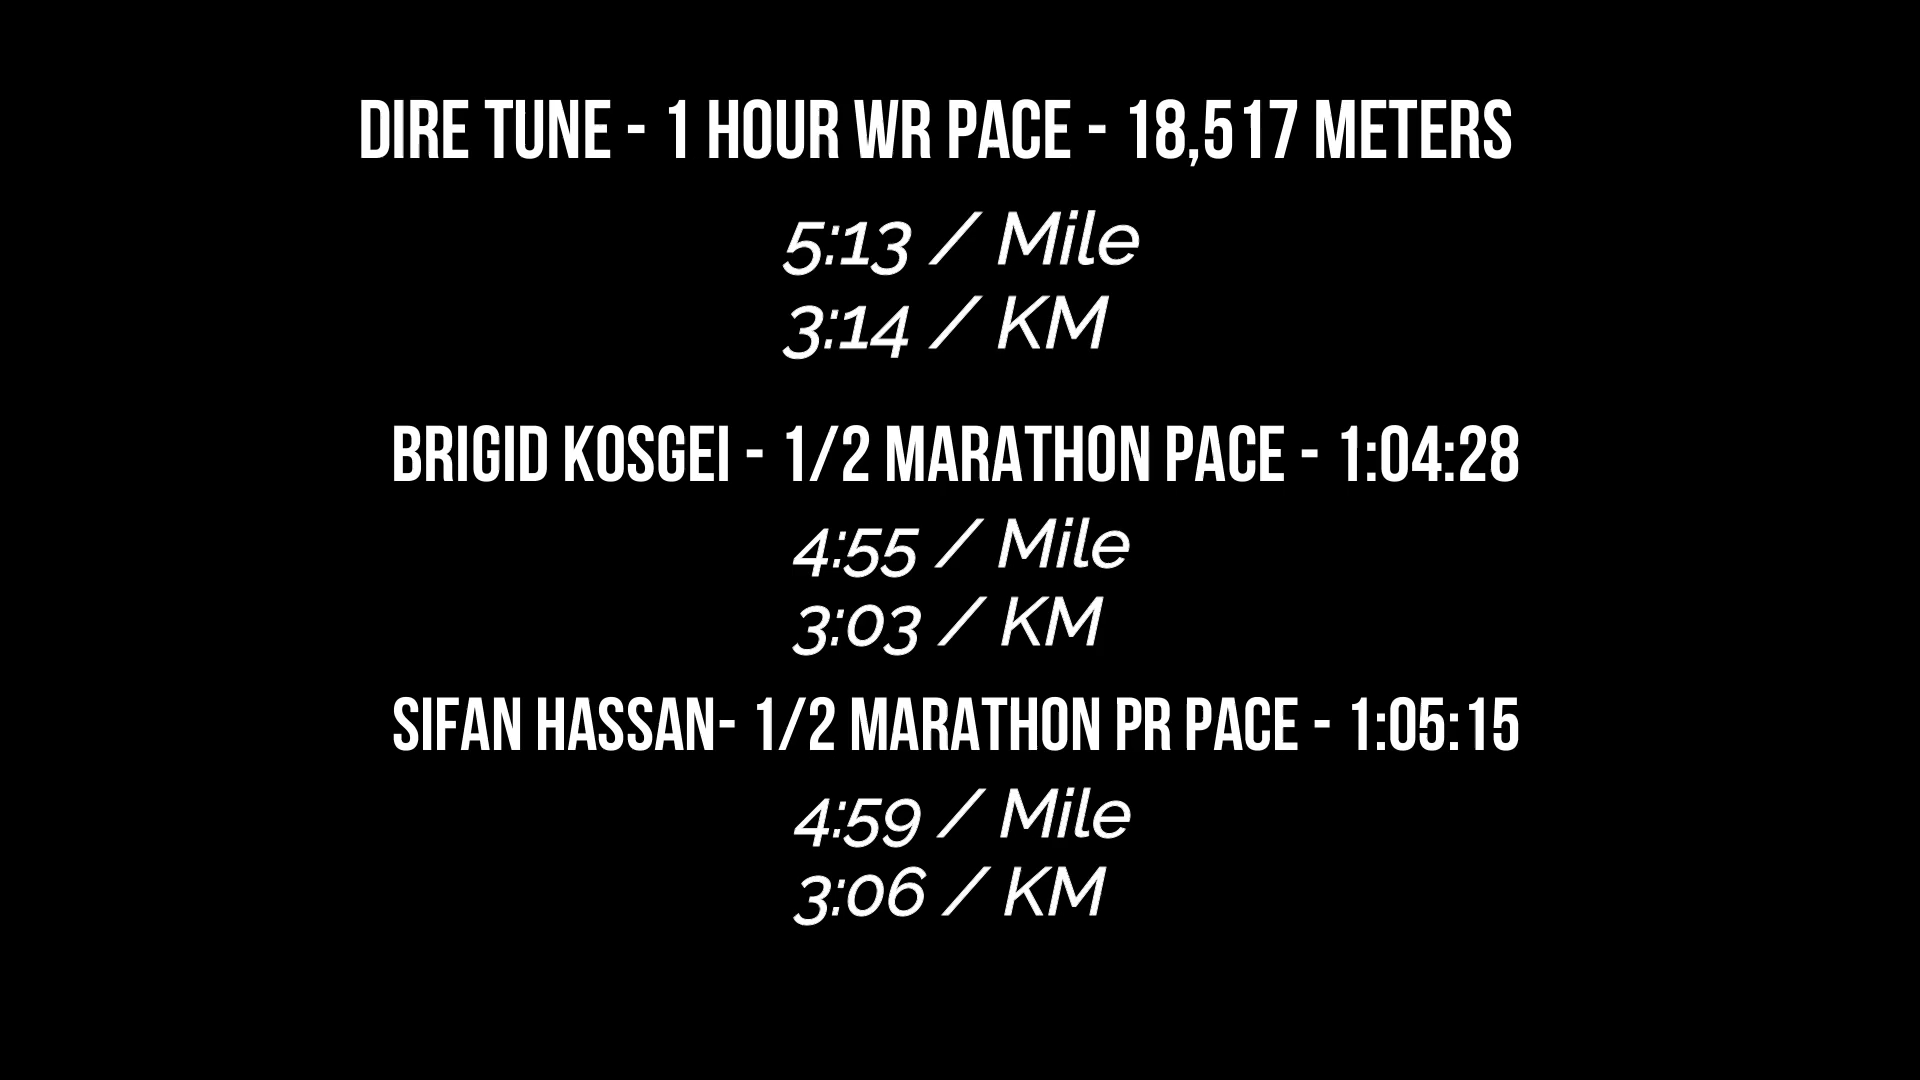 DIRE TUNE - 1 HOUR WR PACE - 18,517 METERS
5:13 / Mile
3:14 / KM
BRIGID KOSGEI - 1/2 MARATHON PACE - 1:04:28
4:55 / Mile
3:03 / KM
SIFAN HASSAN- 1/2 MARATHON PR PACE - 1:05:15
4:59 / Mile
3:06 / KM